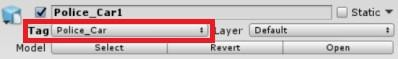 Police_Car1 Static
Tag Police_Car Layer Default
Model Select Revert Open